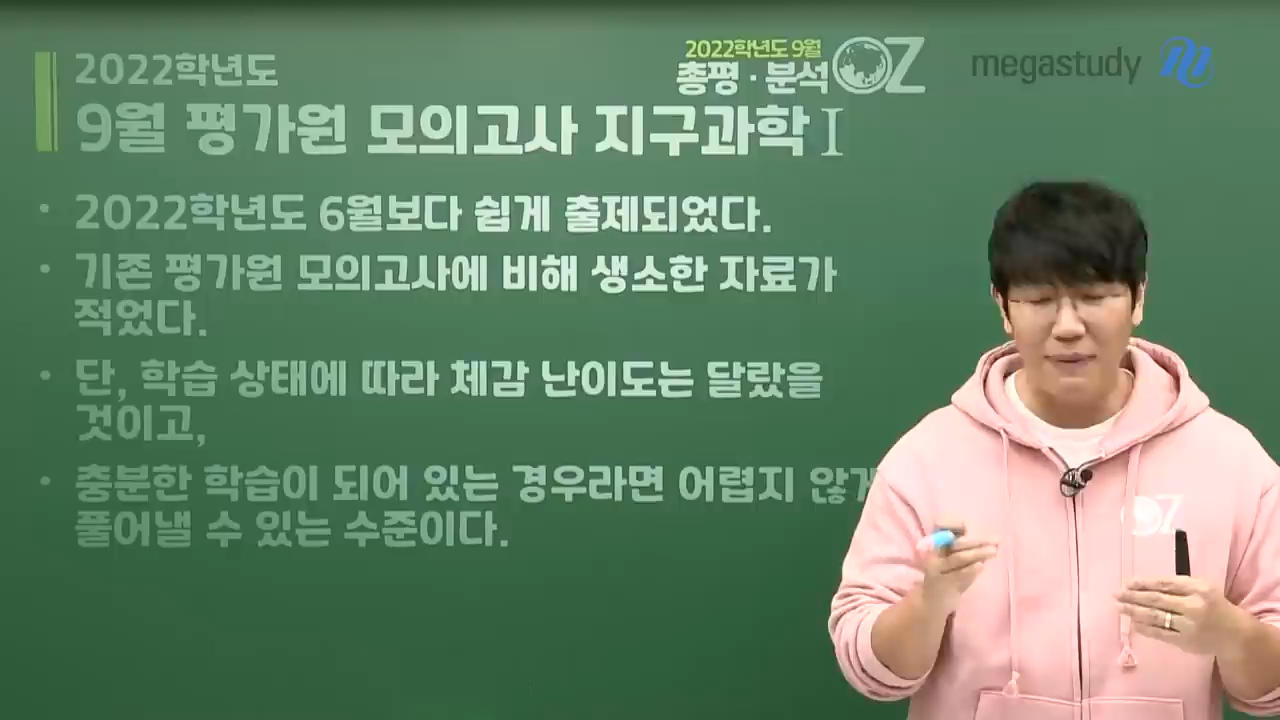 2022학년도
9월 평가원 모의고사 지구과학 I
2022학년도 9월
총평·분석
OZ
megastudy
• 2022학년도 6월보다 쉽게 출제되었다.
• 기존 평가원 모의고사에 비해 생소한 자료가
적었다.
• 단, 학습 상태에 따라 체감 난이도는 달랐을
것이고,
• 충분한 학습이 되어 있는 경우라면 어렵지 않게
풀어낼 수 있는 수준이다.
OZ